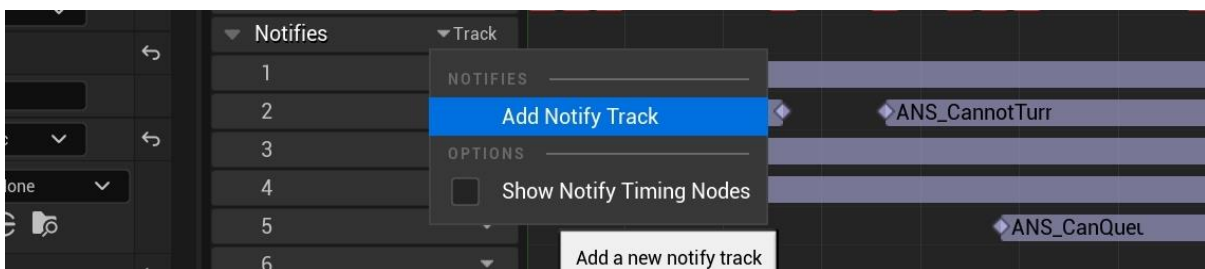 Notifies
Track
1
NOTIFIES
2
Add Notify Track
ANS_CannotTurr
3
OPTIONS
4
Show Notify Timing Nodes
5
ANS_CanQueu
6
Add a new notify track